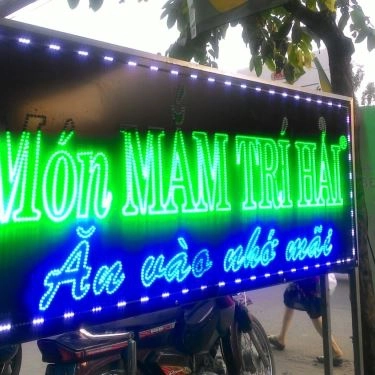 Món MẮM TRÍ HẢI®
Ăn vào nhớ mãi